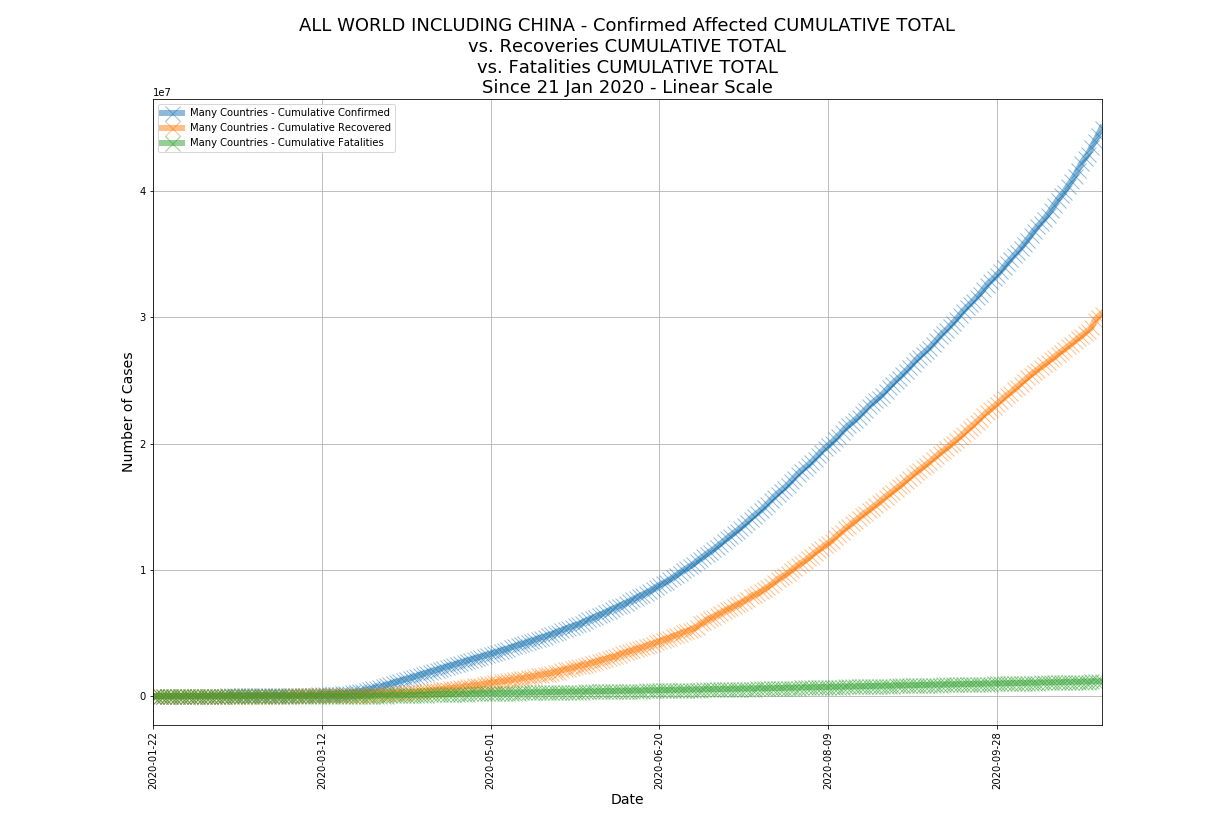 ALL WORLD INCLUDING CHINA - Confirmed Affected CUMULATIVE TOTAL
vs. Recoveries CUMULATIVE TOTAL
vs. Fatalities CUMULATIVE TOTAL
Since 21 Jan 2020 - Linear Scale
1e7
Many Countries - Cumulative Confirmed
Many Countries - Cumulative Recovered
Many Countries - Cumulative Fatalities
4
3
2
1
0
Number of Cases
2020-01-22
2020-03-12
2020-05-01
2020-06-20
2020-08-09
2020-09-28
Date